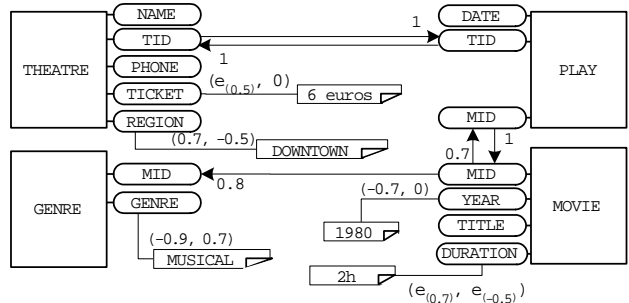 NAME
1
DATE
TID
TID
1
THEATRE
PHONE
PLAY
(e(0.5), 0)
TICKET
6 euros
REGION
MID
(0.7, -0.5)
1
DOWNTOWN
0.7
MID
MID
0.8
(-0.7, 0)
GENRE
GENRE
YEAR
MOVIE
1980
TITLE
(-0.9, 0.7)
MUSICAL
DURATION
2h
(e(0.7), e(-0.5))